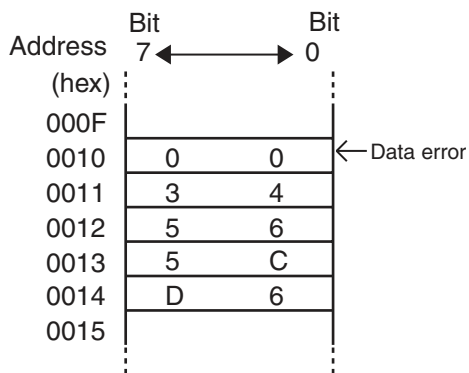 Bit Bit
Address 7 0
(hex)
000F
0010 0 0 Data error
0011 3 4
0012 5 6
0013 5 C
0014 D 6
0015